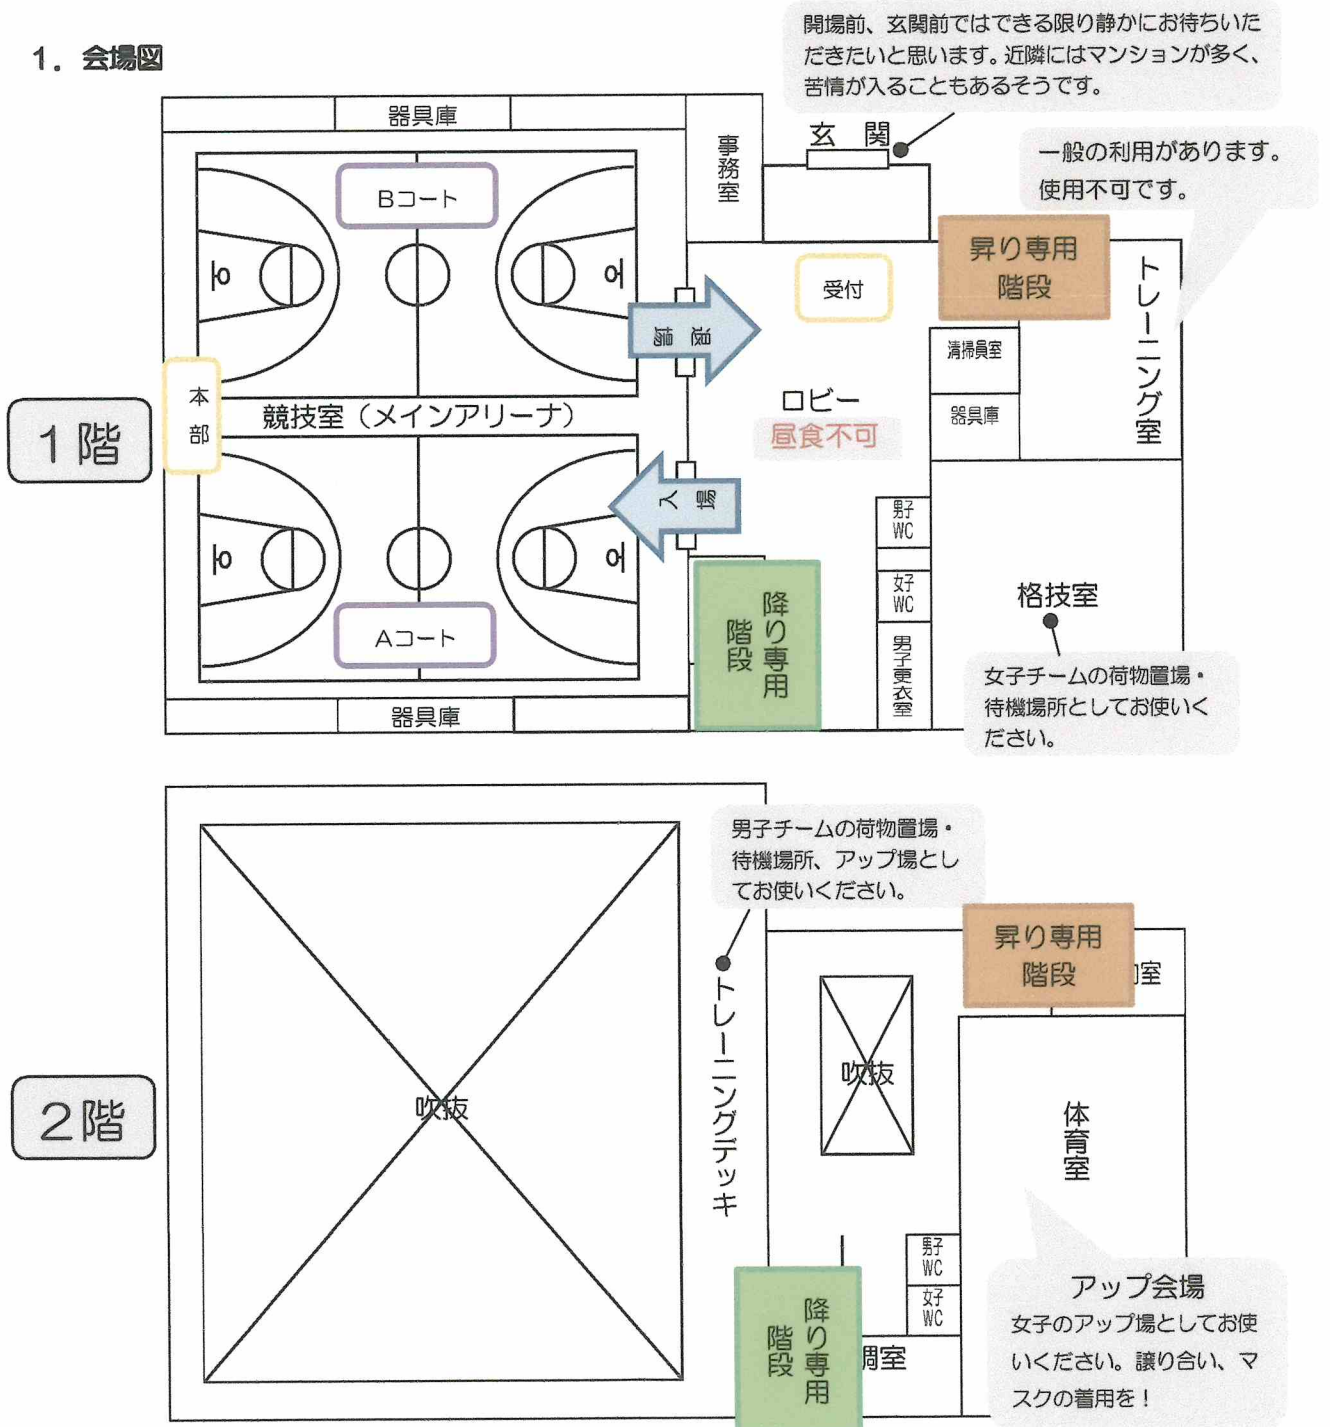 1．会場図
開場前、玄関前ではできる限り静かにお待ちいた
だきたいと思います。近隣にはマンションが多く、
苦情が入ることもあるそうです。
一般の利用があります。
使用不可です。
器具庫
事務室
玄　関
Bコート
昇り専用
階段
トレーニング室
受付
退場
清掃員室
本部
競技室（メインアリーナ）
ロビー
昼食不可
器具庫
1階
入場
男子
WC
女子
WC
格技室
降り専用
階段
Aコート
男子更衣室
女子チームの荷物置場・
待機場所としてお使いく
ださい。
器具庫
男子チームの荷物置場・
待機場所、アップ場とし
てお使いください。
昇り専用
階段
室
トレーニングデッキ
吹抜
吹抜
2階
体育室
男子
WC
女子
WC
降り専用
階段
調室
アップ会場
女子のアップ場としてお使
いください。譲り合い、マ
スクの着用を！